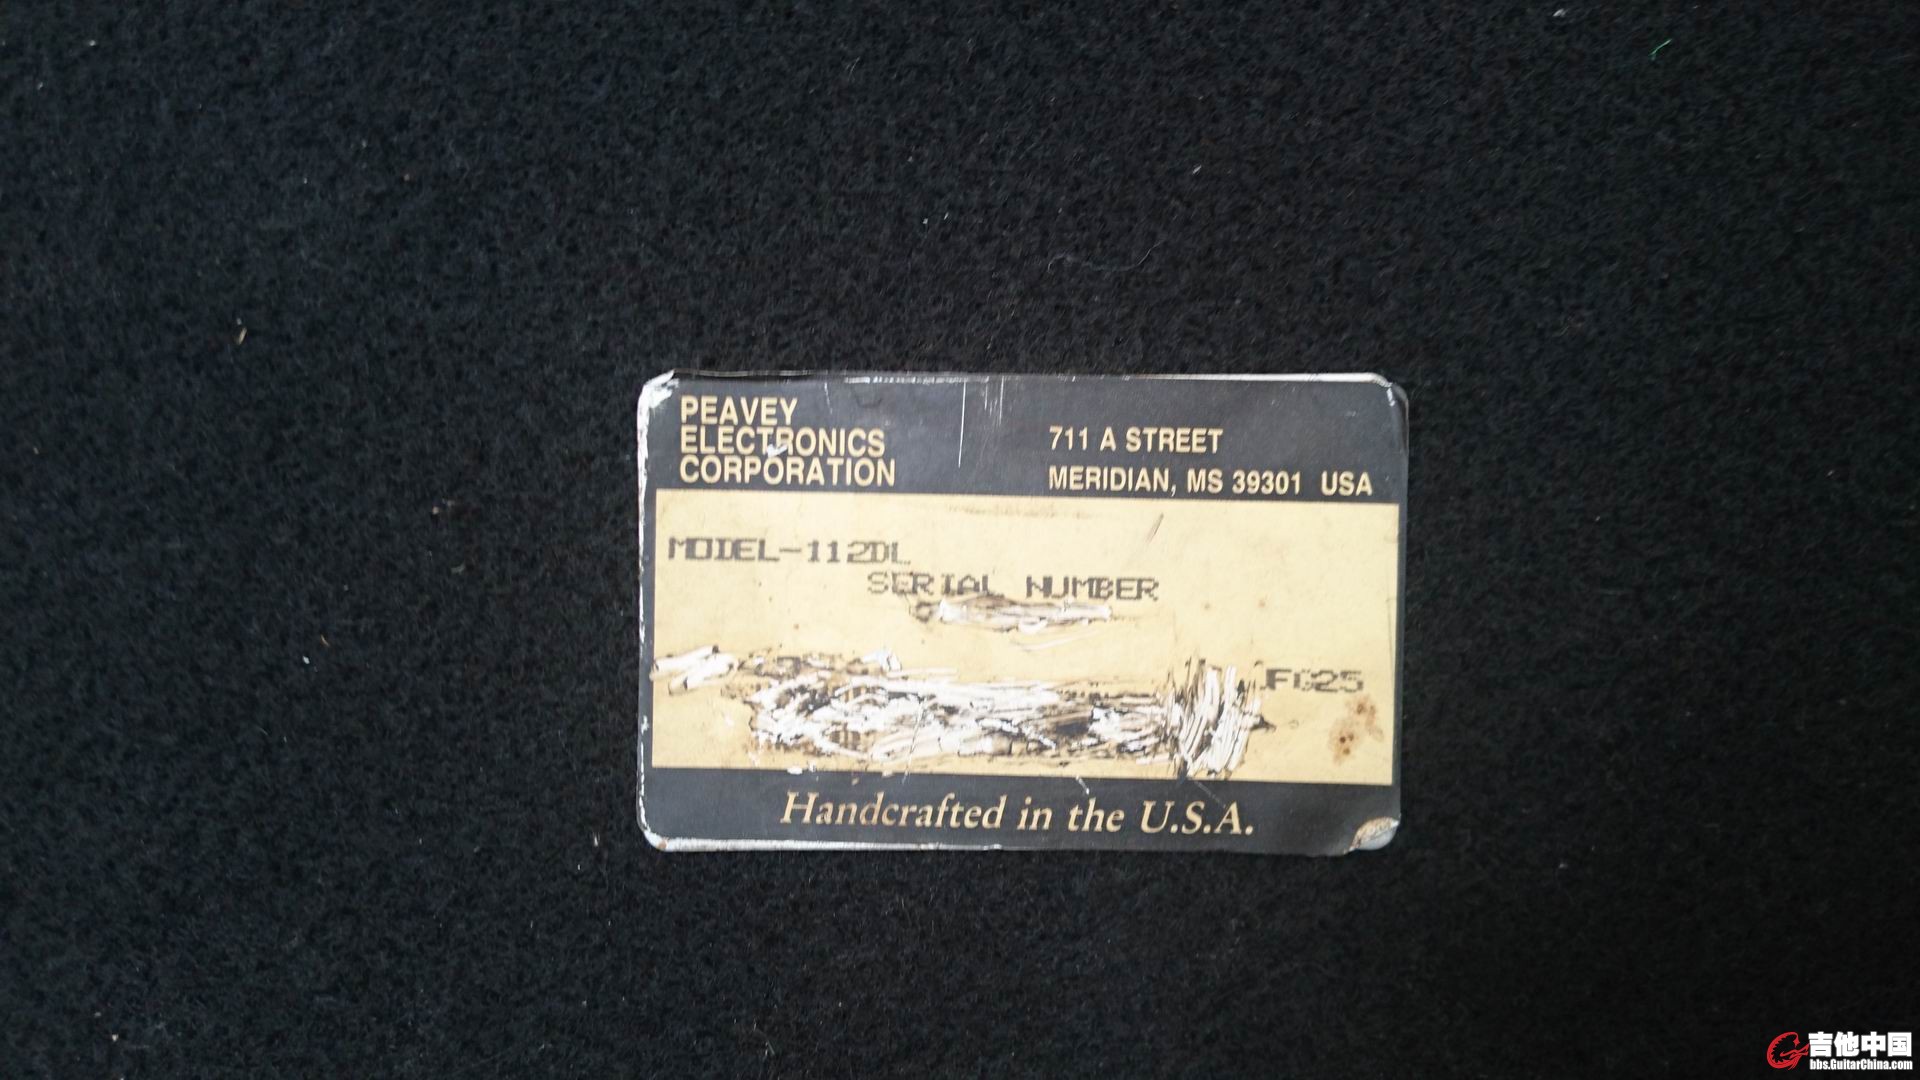 PEAVEY
ELECTRONICS
CORPORATION
711 A STREET
MERIDIAN, MS 39301 USA
MODEL-112DL
SERIAL NUMBER
FG25
Handcrafted in the U.S.A.
吉他中国
bbs.GuitarChina.com